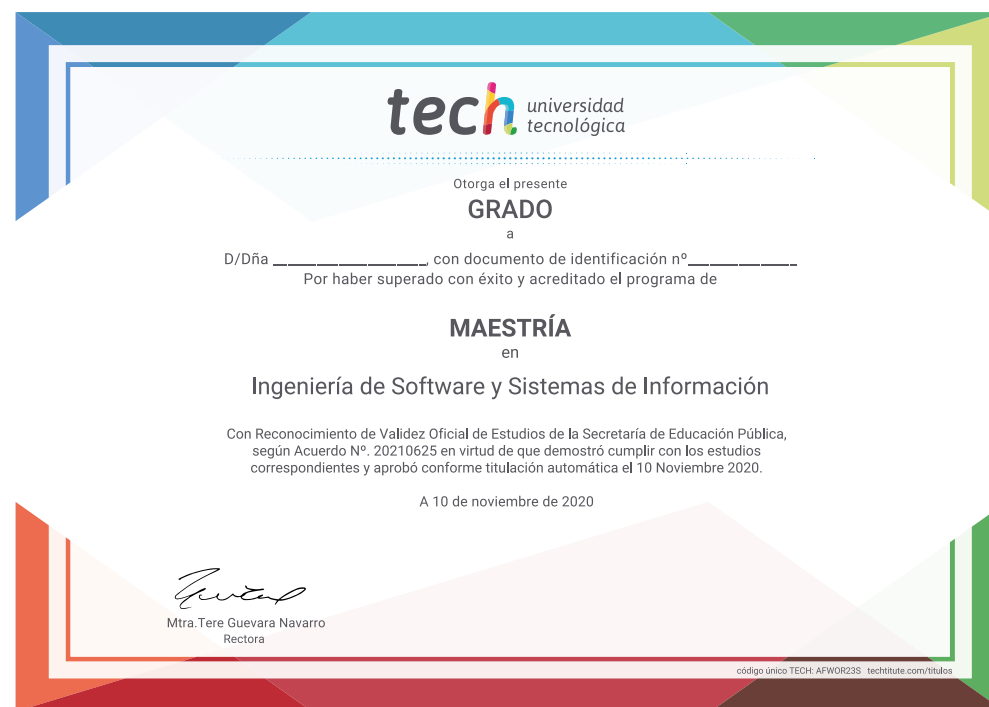 tech universidad
tecnológica
Otorga el presente
GRADO
a
D/Dña ____________________, con documento de identificación nº______________
Por haber superado con éxito y acreditado el programa de
MAESTRÍA
en
Ingeniería de Software y Sistemas de Información
Con Reconocimiento de Validez Oficial de Estudios de la Secretaría de Educación Pública,
según Acuerdo Nº. 20210625 en virtud de que demostró cumplir con los estudios
correspondientes y aprobó conforme titulación automática el 10 Noviembre 2020.
A 10 de noviembre de 2020
Mtra.Tere Guevara Navarro
Rectora
código único TECH: AFWOR23S techtitute.com/titulos